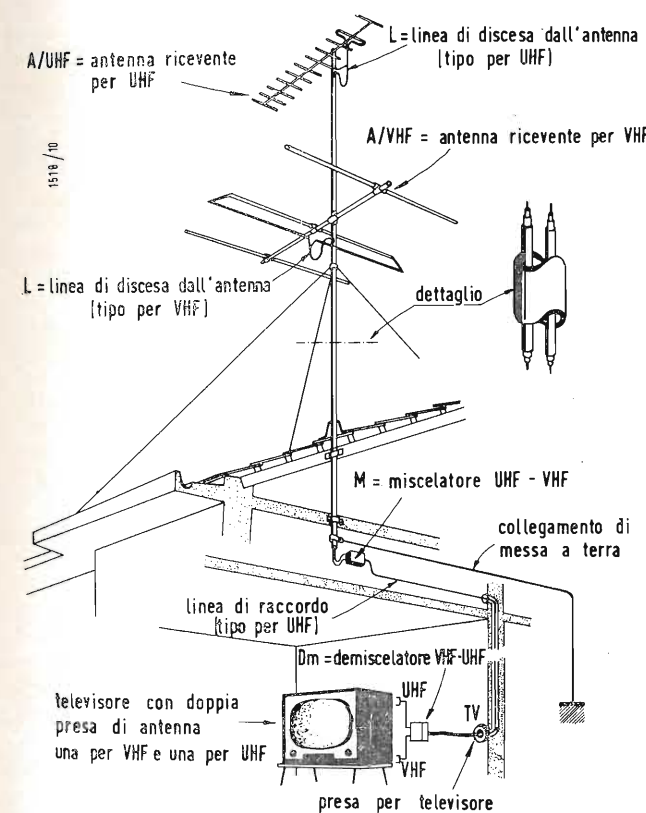 L=linea di discesa dall'antenna
(tipo per UHF)
A/UHF = antenna ricevente
per UHF
A/VHF = antenna ricevente per VHF
1518/10
L = linea di discesa dall'antenna
(tipo per VHF)
dettaglio
M = miscelatore UHF - VHF
collegamento di
messa a terra
linea di raccordo
(tipo per UHF)
Dm = demiscelatore VHF-UHF
UHF
TV
televisore con doppia
presa di antenna
una per VHF e una per UHF
VHF
presa per televisore